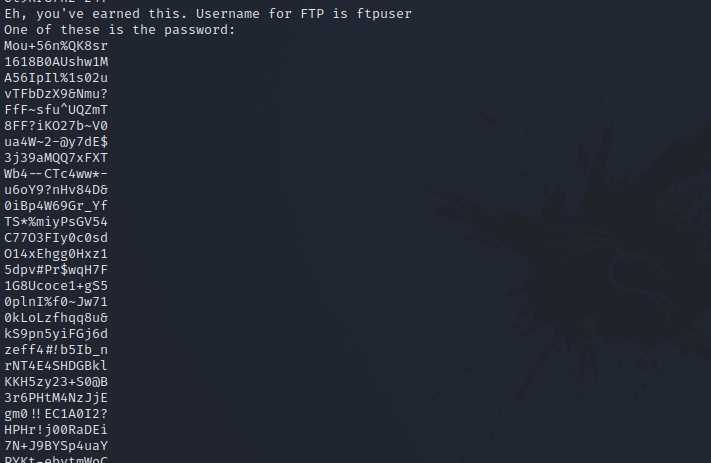 Eh, you've earned this. Username for FTP is ftpuser
One of these is the password:
Mou+56n%QK8sr
1618B0AUshw1M
A56IpIl%1s02u
vTFbDzX9&Nmu?
FfF~sfu^UQZmT
8FF?iKO27b~V0
ua4W~2-@y7dE$
3j39aMQQ7xFXT
Wb4--CTc4ww*-
u6oY9?nHv84D&
0iBp4W69Gr_Yf
TS*%miyPsGV54
C77O3FIy0c0sd
O14xEhgg0Hxz1
5dpv#Pr$wqH7F
1G8Ucoce1+gS5
0plnI%f0~Jw71
0kLoLzfhqq8u&
kS9pn5yiFGj6d
zeff4#!b5Ib_n
rNT4E4SHDGBkl
KKH5zy23+S0@B
3r6PHtM4NzJjE
gm0!!EC1A0I2?
HPHr!j00RaDEi
7N+J9BYSp4uaY
PYKt-ebvtmWoC